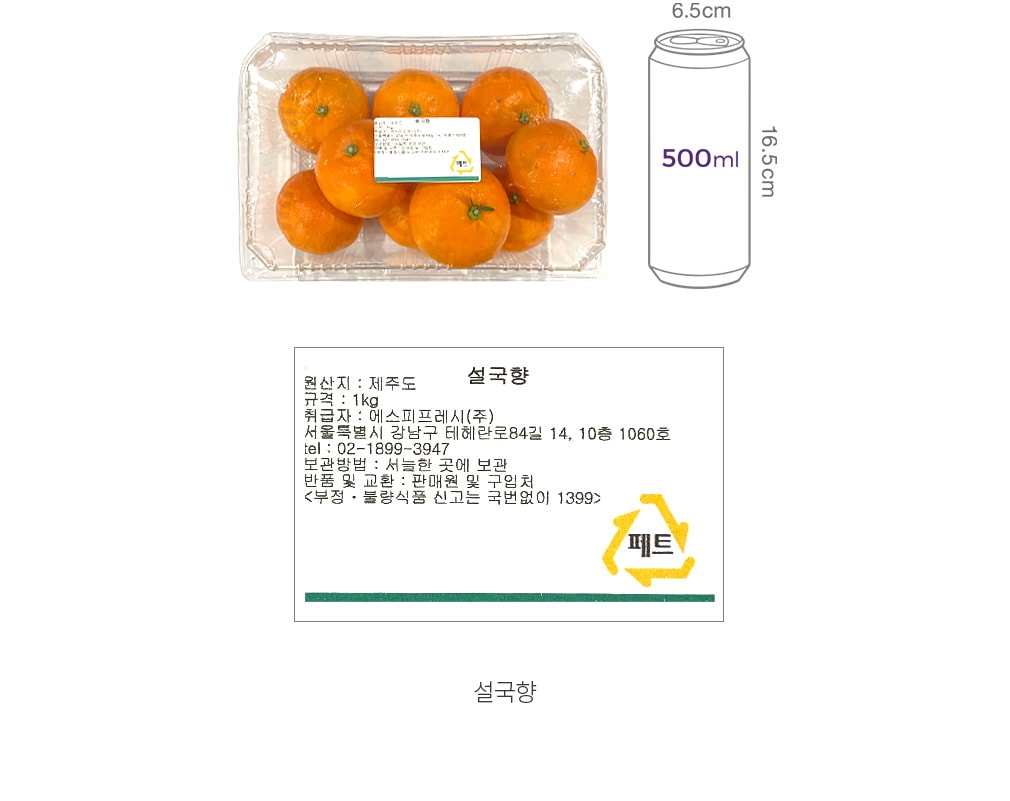 6.5cm
500ml
16.5cm
설국향
원산지 : 제주도
규격 : 1kg
취급자 : 에스피프레시(주)
서울특별시 강남구 테헤란로84길 14, 10층 1060호
tel : 02-1899-3947
보관방법 : 서늘한 곳에 보관
반품 및 교환 : 판매원 및 구입처
<부정·불량식품 신고는 국번없이 1399>
페트
설국향